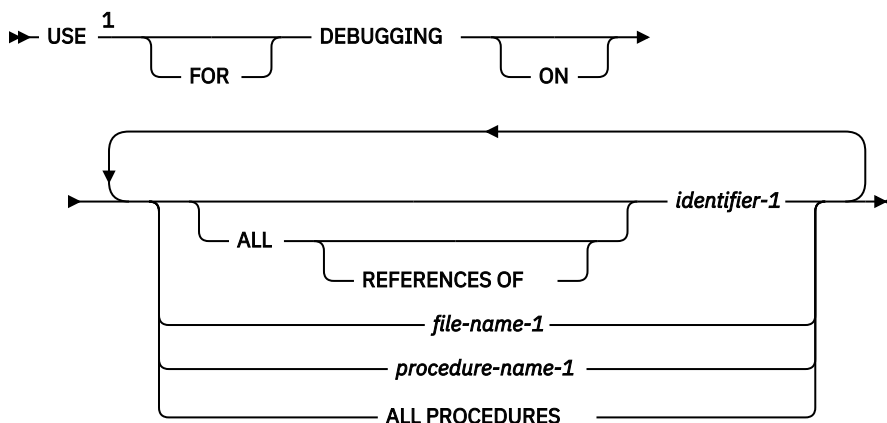 USE 1 DEBUGGING
FOR ON
identifier-1
ALL
REFERENCES OF
file-name-1
procedure-name-1
ALL PROCEDURES